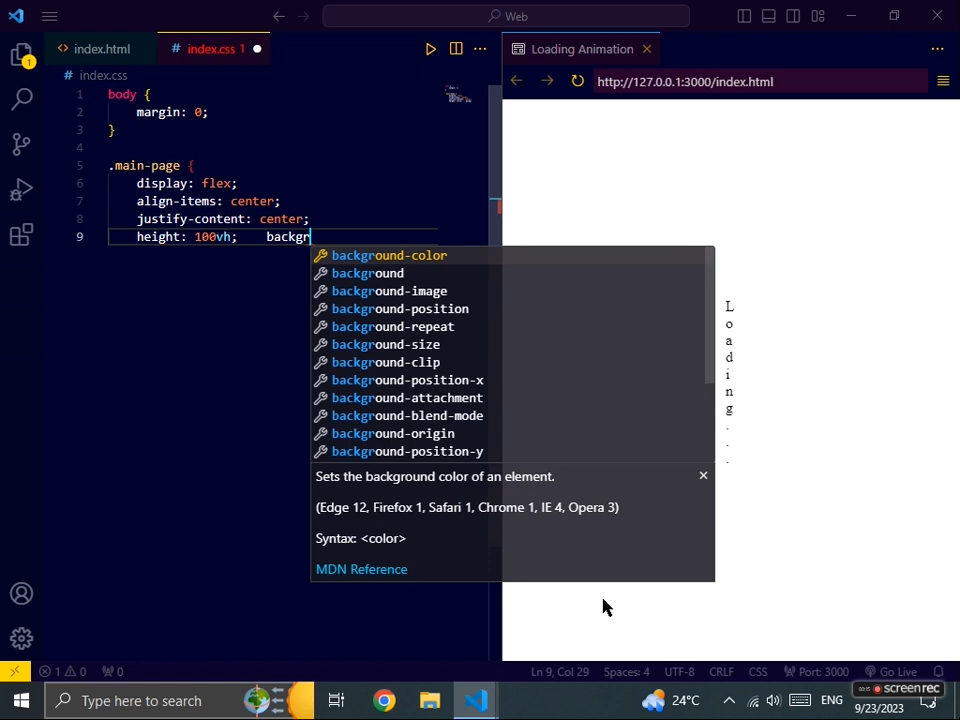 Web
index.html
# index.css 1
Loading Animation
# index.css
http://127.0.0.1:3000/index.html
1 body {
2 margin: 0;
3 }
4
5 .main-page {
6 display: flex;
7 align-items: center;
8 justify-content: center;
9 height: 100vh; backgr
background-color
background
background-image
background-position
background-repeat
background-size
background-clip
background-position-x
background-attachment
background-blend-mode
background-origin
background-position-y
Sets the background color of an element.
(Edge 12, Firefox 1, Safari 1, Chrome 1, IE 4, Opera 3)
Syntax: <color>
MDN Reference
L
o
a
d
i
n
g
.
.
.
1
1 0 0
Ln 9, Col 29 Spaces: 4 UTF-8 CRLF CSS Port: 3000 Go Live
Type here to search
24°C
ENG
screenrec
9/23/2023